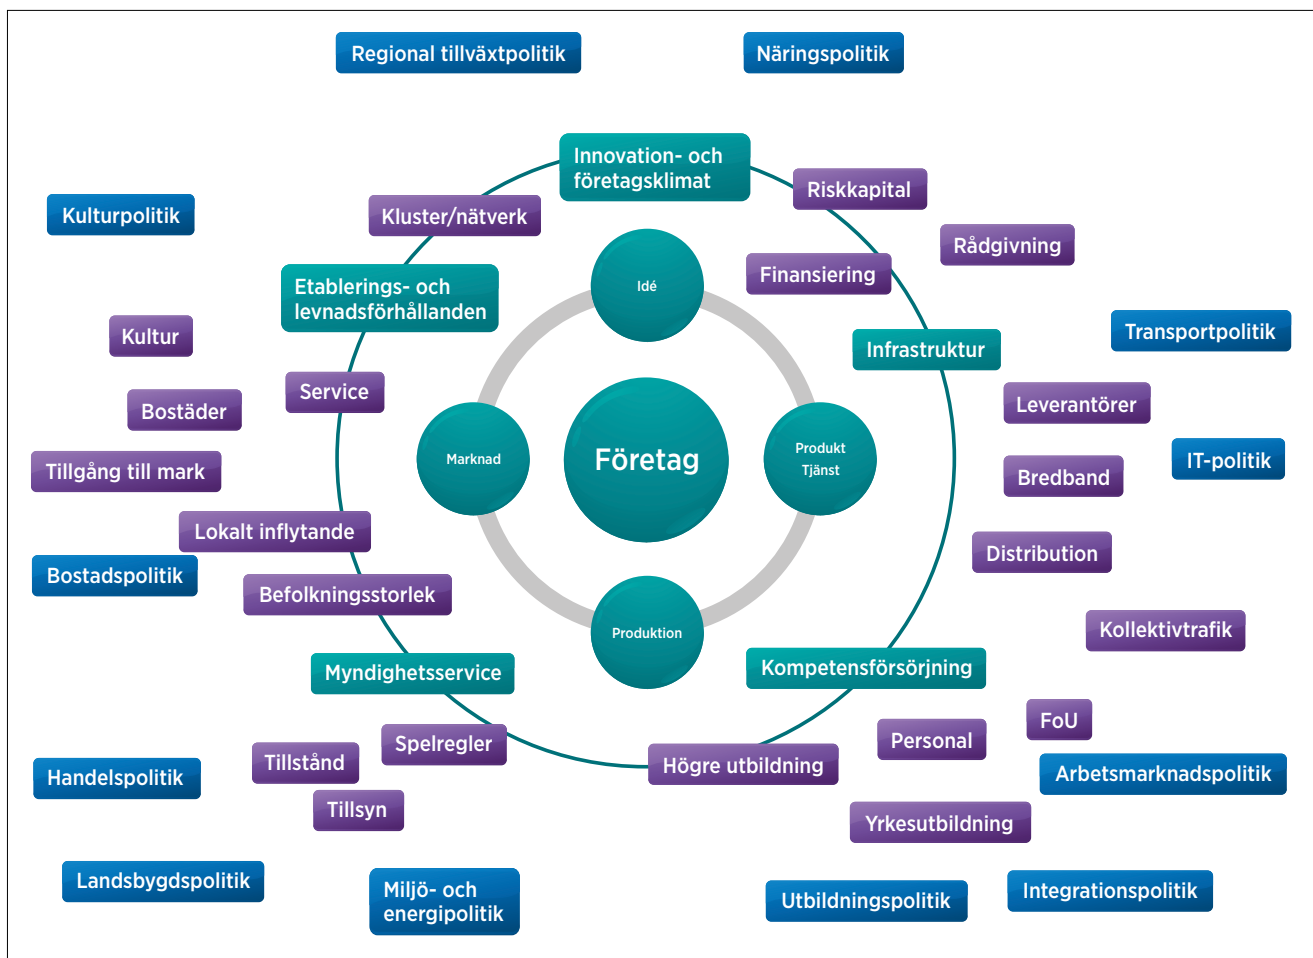 Regional tillväxtpolitik
Näringspolitik
Innovation- och
företagsklimat
Riskkapital
Kulturpolitik
Kluster/nätverk
Rådgivning
Finansiering
Idé
Etablerings- och
levnadsförhållanden
Kultur
Infrastruktur
Transportpolitik
Service
Bostäder
Leverantörer
Tillgång till mark
Marknad
Företag
Produkt
Tjänst
IT-politik
Bredband
Lokalt inflytande
Distribution
Bostadspolitik
Befolkningsstorlek
Produktion
Kollektivtrafik
Myndighetsservice
Kompetensförsörjning
FoU
Spelregler
Personal
Tillstånd
Högre utbildning
Handelspolitik
Arbetsmarknadspolitik
Tillsyn
Yrkesutbildning
Landsbygdspolitik
Miljö- och
energipolitik
Utbildningspolitik
Integrationspolitik